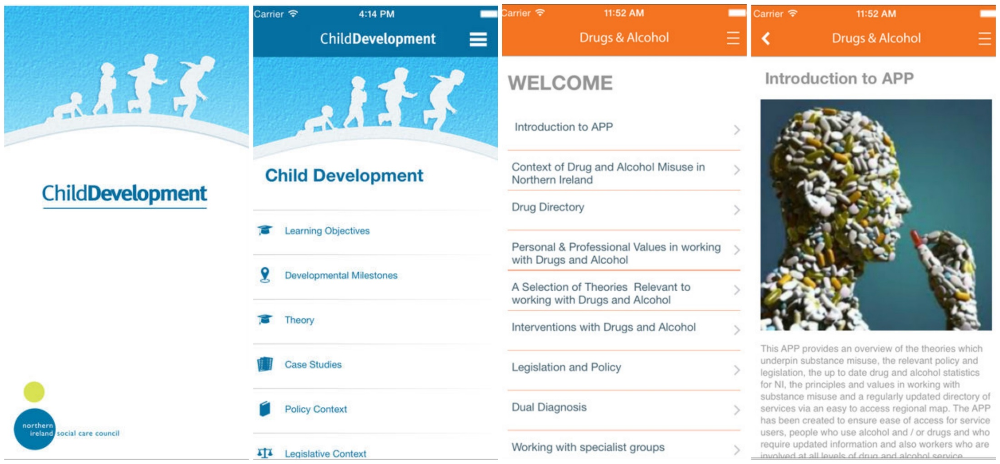 ChildDevelopment
northern
ireland social care council
Carrier 4:14 PM
ChildDevelopment
Child Development
Learning Objectives
Developmental Milestones
Theory
Case Studies
Policy Context
Legislative Context
Carrier 11:52 AM
Drugs & Alcohol
WELCOME
Introduction to APP
Context of Drug and Alcohol Misuse in
Northern Ireland
Drug Directory
Personal & Professional Values in working
with Drugs and Alcohol
A Selection of Theories Relevant to
working with Drugs and Alcohol
Interventions with Drugs and Alcohol
Legislation and Policy
Dual Diagnosis
Working with specialist groups
Carrier 11:52 AM
Drugs & Alcohol
Introduction to APP
This APP provides an overview of the theories which
underpin substance misuse, the relevant policy and
legislation, the up to date drug and alcohol statistics
for NI, the principles and values in working with
substance misuse and a regularly updated directory of
services via an easy to access regional map. The APP
has been created to ensure ease of access for service
users, people who use alcohol and / or drugs and who
require updated information and also workers who are
involved at all levels of drug and alcohol service